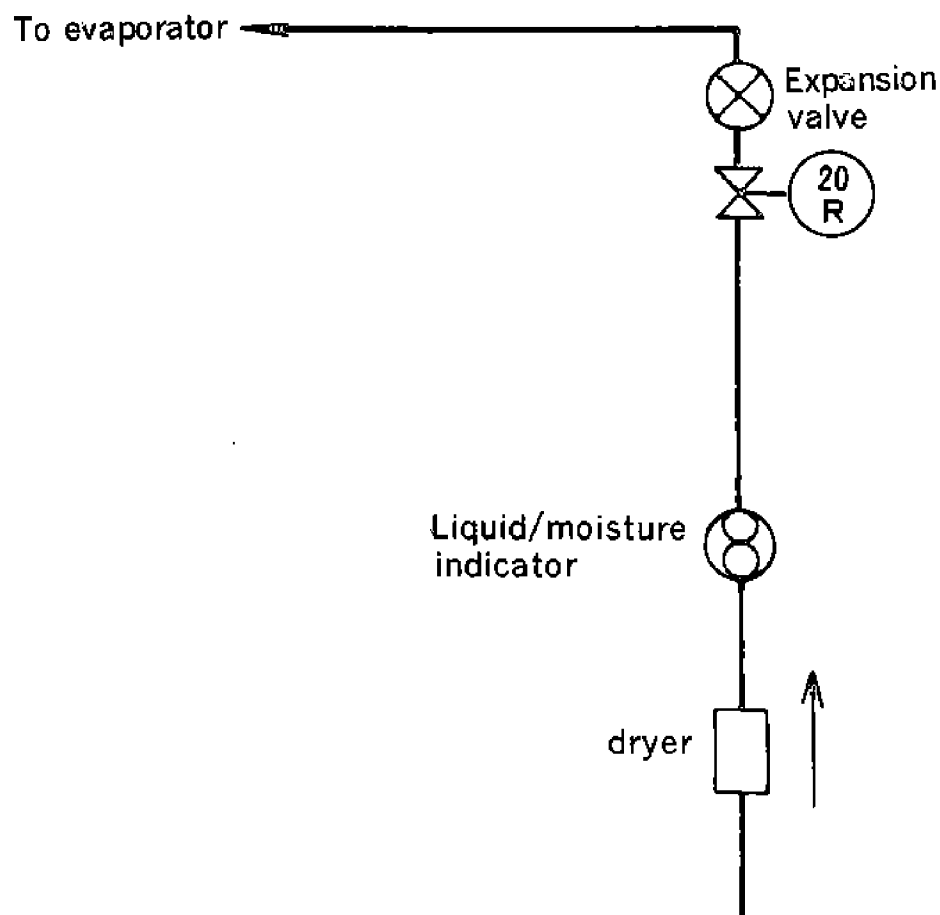 To evaporator
Expansion
valve
20
R
Liquid/moisture
indicator
dryer